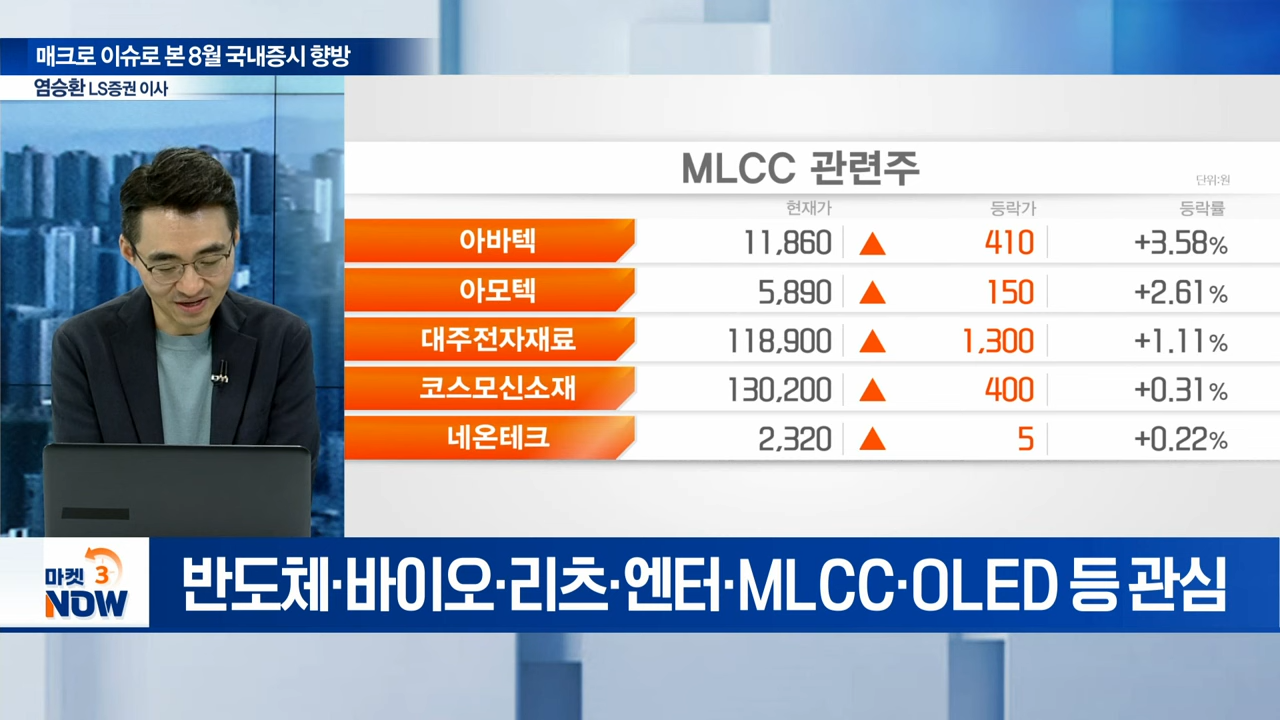 매크로 이슈로 본 8월 국내증시 향방
염승환 LS증권 이사
MLCC 관련주
단위:원
현재가 등락가 등락률
아바텍 11,860 ▲ 410 +3.58%
아모텍 5,890 ▲ 150 +2.61%
대주전자재료 118,900 ▲ 1,300 +1.11%
코스모신소재 130,200 ▲ 400 +0.31%
네온테크 2,320 ▲ 5 +0.22%
마켓 3
NOW
반도체·바이오·리츠·엔터·MLCC·OLED 등 관심